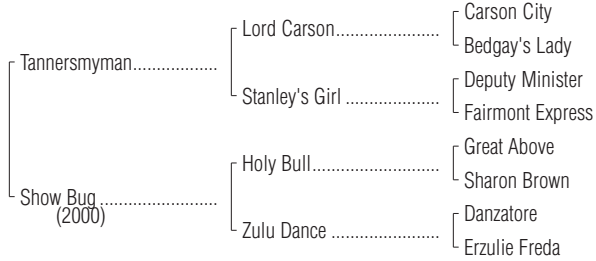 Carson City
Lord Carson....................
Bedgay's Lady
Tannersmyman.................
Deputy Minister
Stanley's Girl ..................
Fairmont Express
Great Above
Holy Bull........................
Sharon Brown
Show Bug .......................
(2000)
Danzatore
Zulu Dance .....................
Erzulie Freda